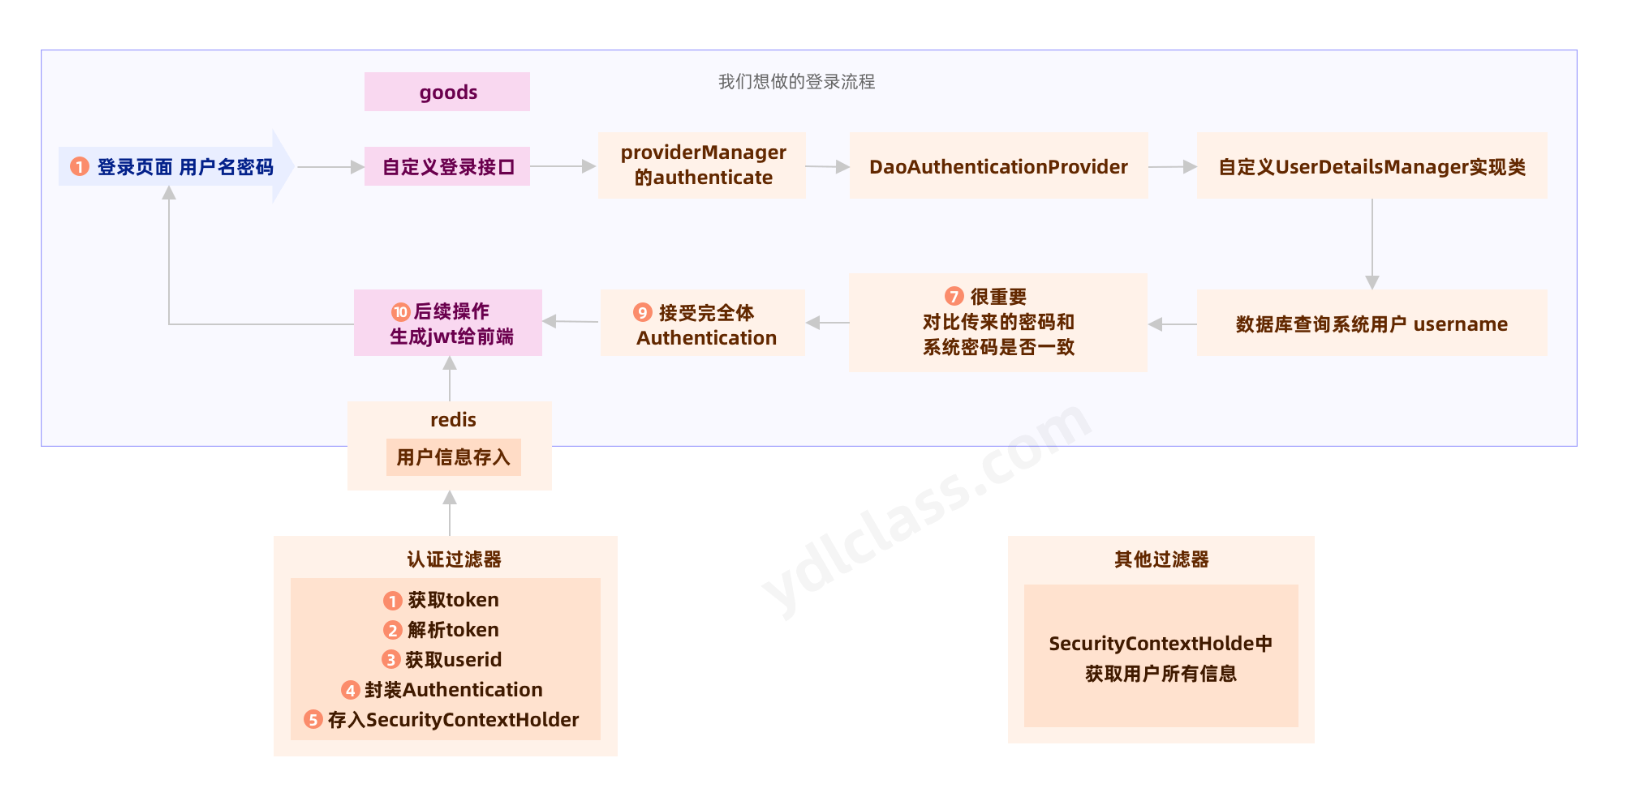 我们想做的登录流程
goods
1 登录页面 用户名密码
自定义登录接口
providerManager
的authenticate
DaoAuthenticationProvider
自定义UserDetailsManager实现类
10 后续操作
生成jwt给前端
9 接受完全体
Authentication
7 很重要
对比传来的密码和
系统密码是否一致
数据库查询系统用户 username
redis
用户信息存入
认证过滤器
1 获取token
2 解析token
3 获取userid
4 封装Authentication
5 存入SecurityContextHolder
其他过滤器
SecurityContextHolde中
获取用户所有信息
ydlclass.com